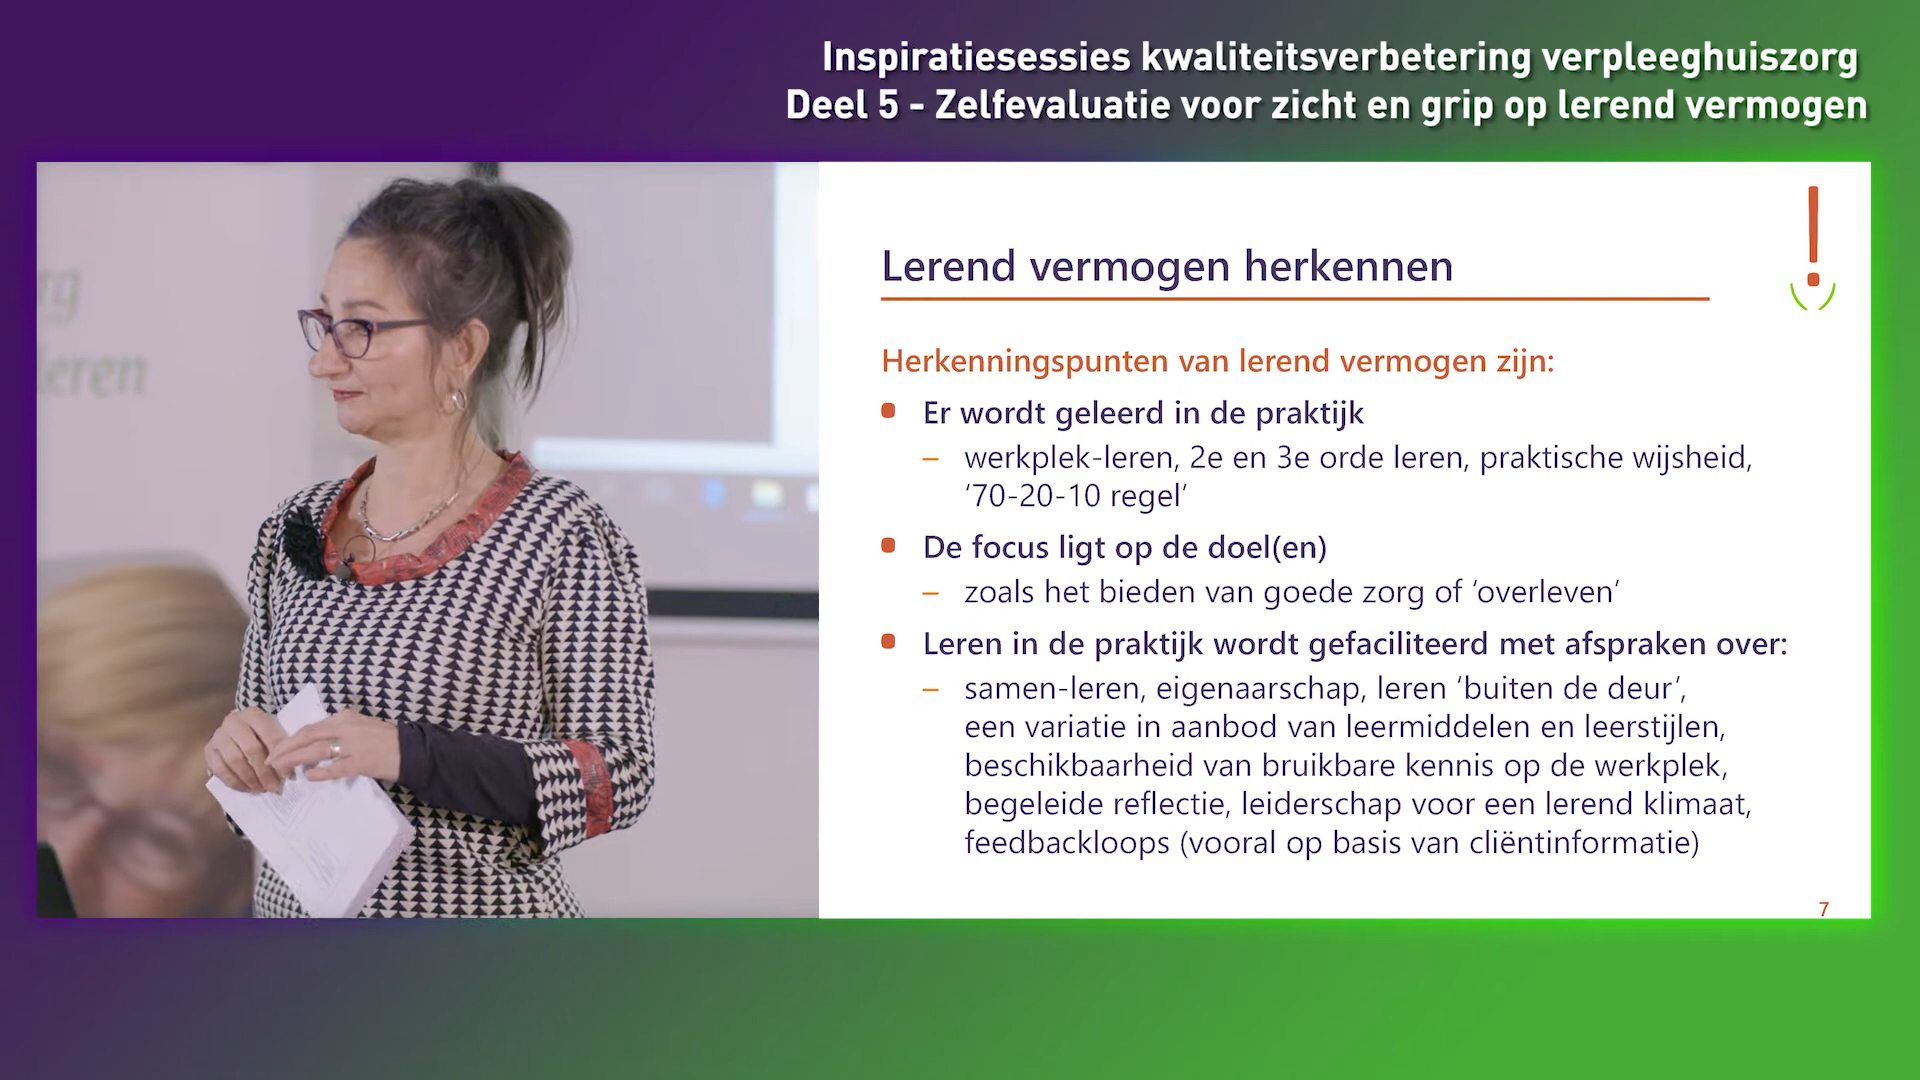 Inspiratiesessies kwaliteitsverbetering verpleeghuiszorg
Deel 5 - Zelfevaluatie voor zicht en grip op lerend vermogen
rg
leren
Lerend vermogen herkennen
Herkenningspunten van lerend vermogen zijn:
Er wordt geleerd in de praktijk
– werkplek-leren, 2e en 3e orde leren, praktische wijsheid,
‘70-20-10 regel’
De focus ligt op de doel(en)
– zoals het bieden van goede zorg of ‘overleven’
Leren in de praktijk wordt gefaciliteerd met afspraken over:
– samen-leren, eigenaarschap, leren ‘buiten de deur’,
een variatie in aanbod van leermiddelen en leerstijlen,
beschikbaarheid van bruikbare kennis op de werkplek,
begeleide reflectie, leiderschap voor een lerend klimaat,
feedbackloops (vooral op basis van cliëntinformatie)
7